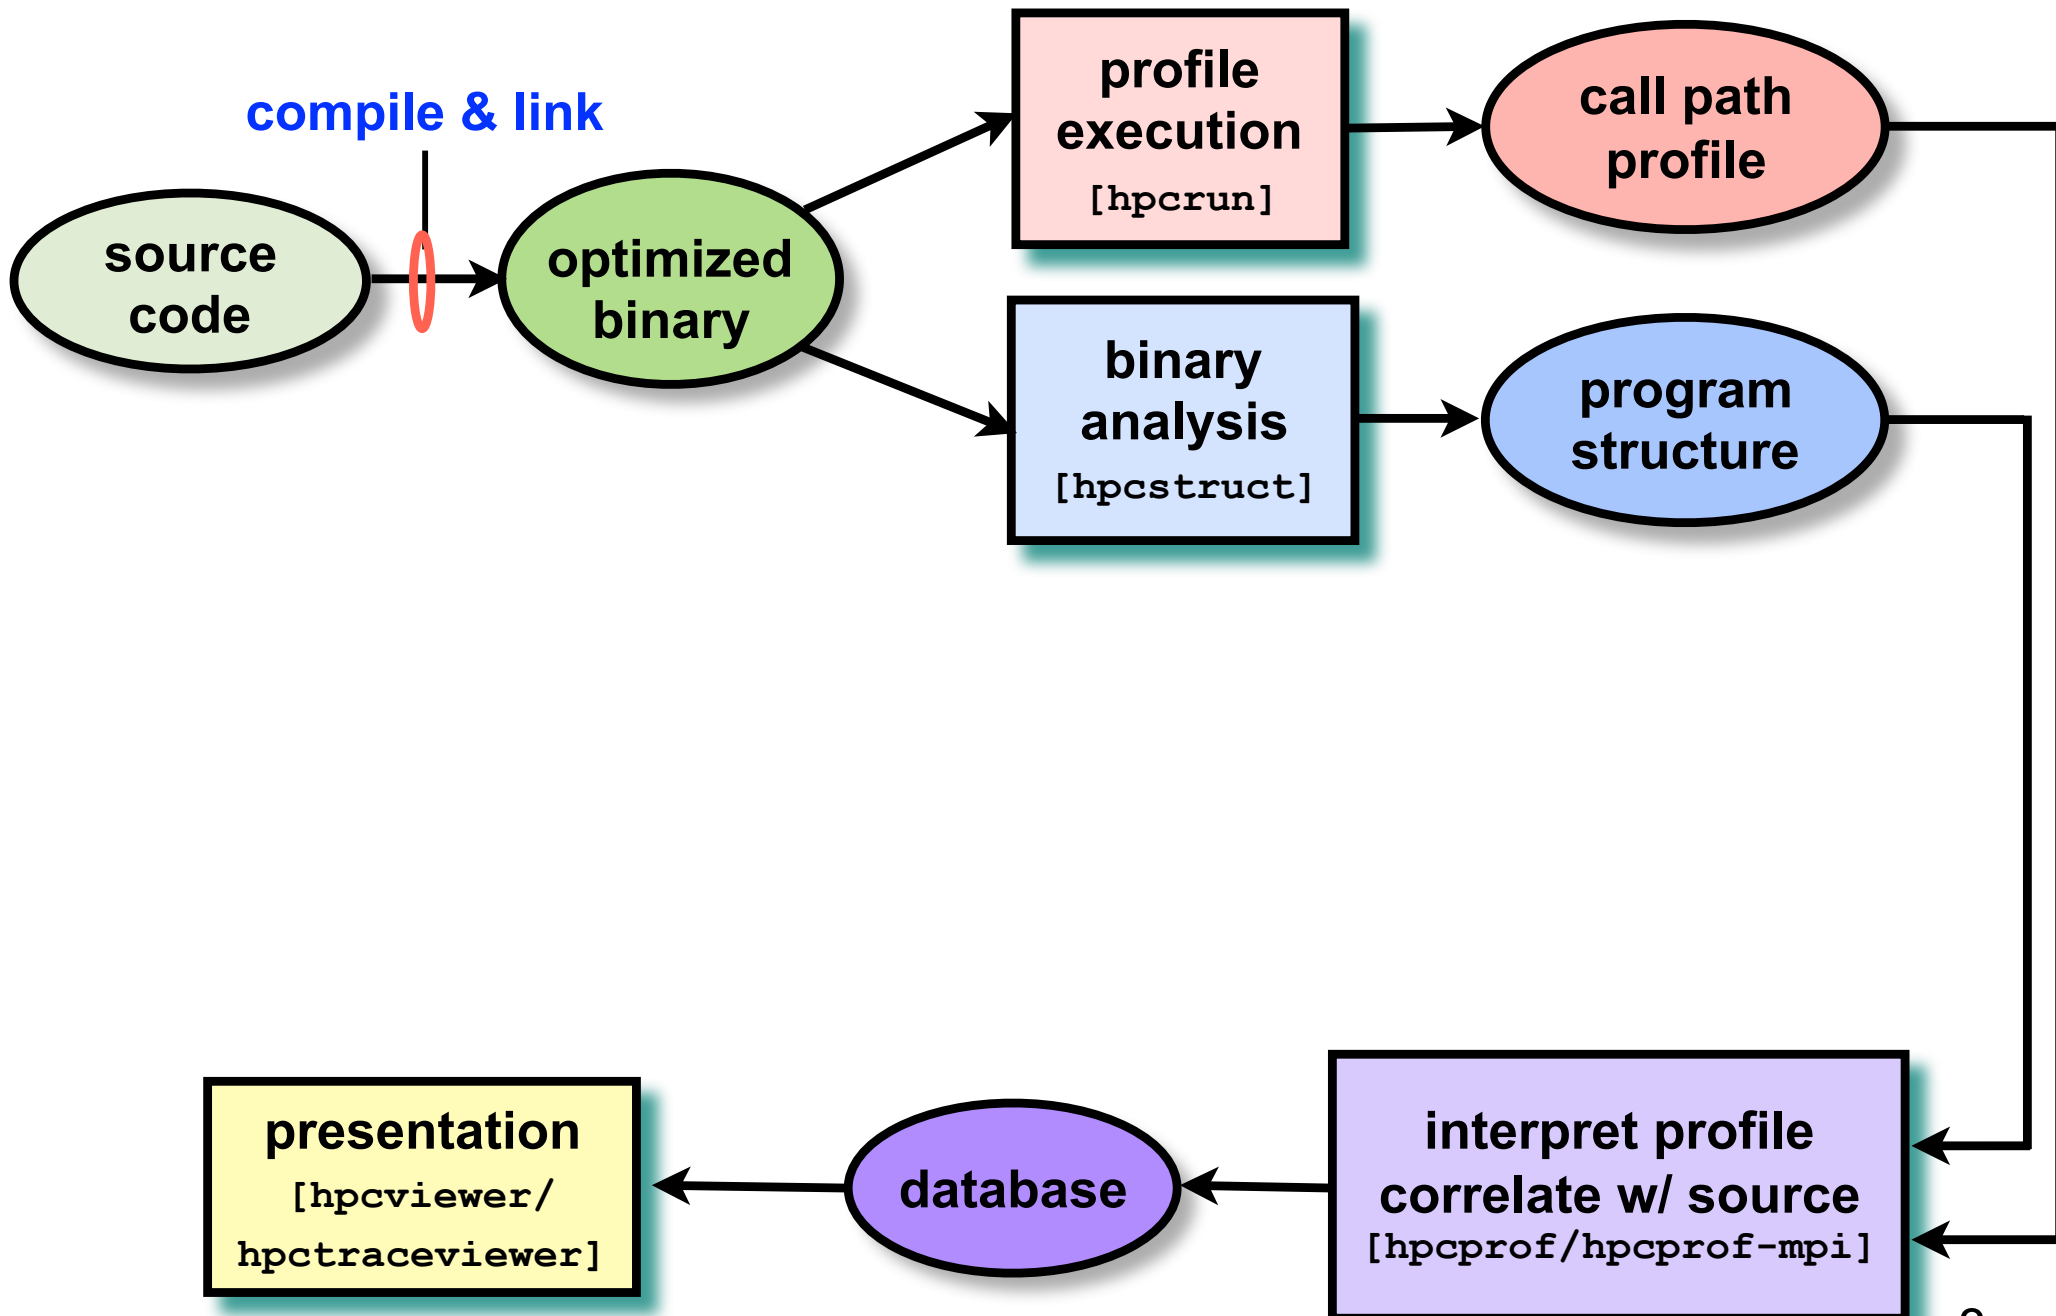 compile & link
source
code
optimized
binary
profile
execution
[hpcrun]
call path
profile
binary
analysis
[hpcstruct]
program
structure
interpret profile
correlate w/ source
[hpcprof/hpcprof-mpi]
database
presentation
[hpcviewer/
hpctraceviewer]